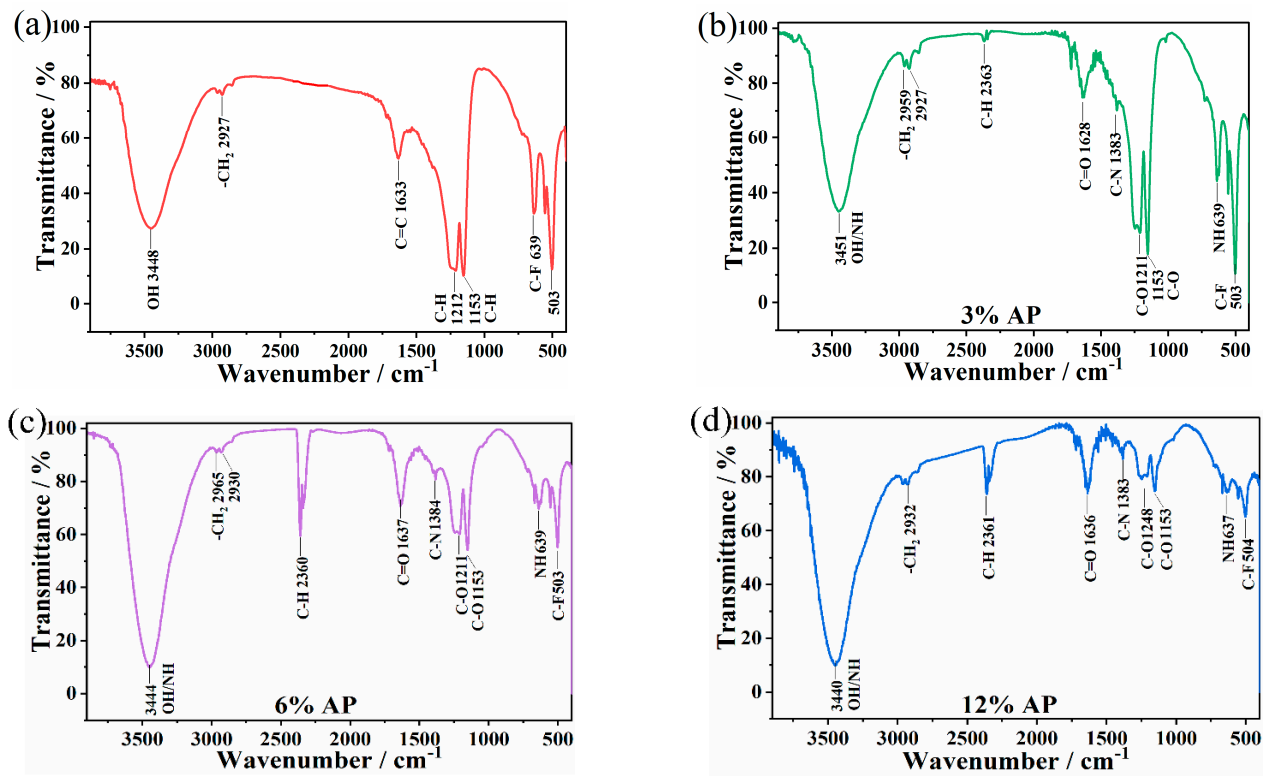 (a)
100
80
60
40
20
0
Transmittance / %
OH 3448
-CH₂ 2927
C=C 1633
C-H
1212
1153
C-H
C-F 639
503
3500 3000 2500 2000 1500 1000 500
Wavenumber / cm⁻¹
(b)
100
80
60
40
20
0
Transmittance / %
3451
OH/NH
-CH₂ 2959
2927
C-H 2363
C=O 1628
C-N 1383
C-O1211
1153
C-O
NH639
C-F
503
3% AP
3500 3000 2500 2000 1500 1000 500
Wavenumber / cm⁻¹
(c)
100
80
60
40
20
0
Transmittance / %
3444
OH/NH
-CH₂ 2965
2930
C-H 2360
C=O 1637
C-N 1384
C-O1211
C-O 1153
NH639
C-F503
6% AP
3500 3000 2500 2000 1500 1000 500
Wavenumber / cm⁻¹
(d)
100
80
60
40
20
0
Transmittance / %
3440
OH/NH
-CH₂ 2932
C-H 2361
C=O 1636
C-N 1383
C-O1248
C-O 1153
NH637
C-F 504
12% AP
3500 3000 2500 2000 1500 1000 500
Wavenumber / cm⁻¹